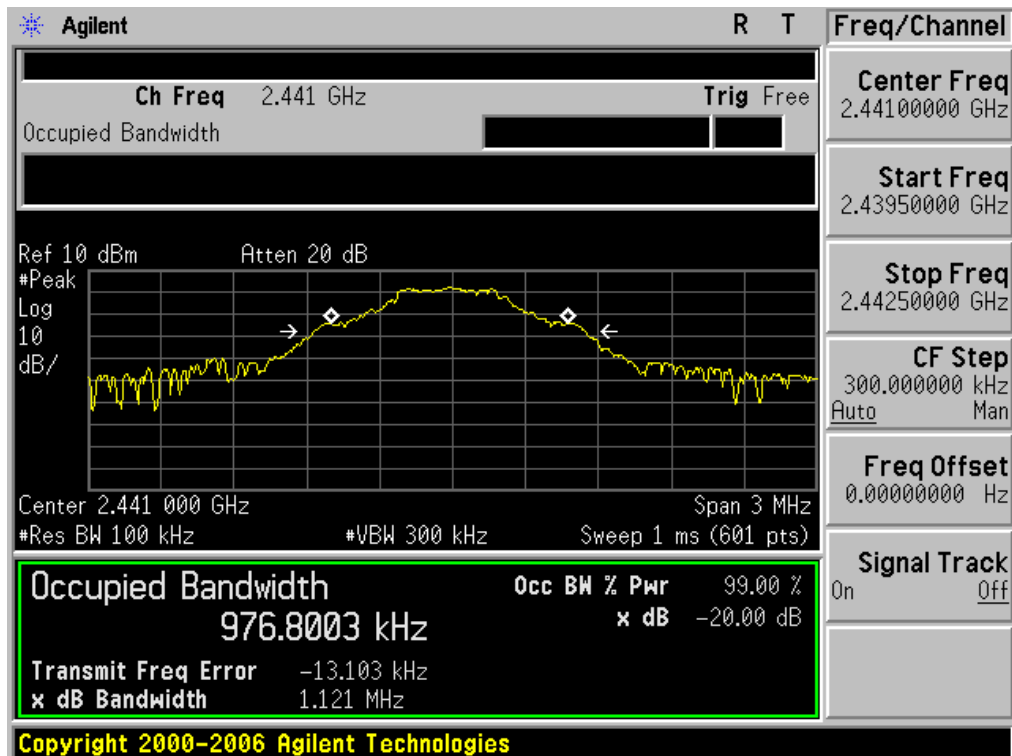 Agilent R T
Freq/Channel
Ch Freq 2.441 GHz Trig Free
Occupied Bandwidth
Center Freq
2.44100000 GHz
Start Freq
2.43950000 GHz
Stop Freq
2.44250000 GHz
CF Step
300.000000 kHz
Auto Man
Freq Offset
0.00000000 Hz
Signal Track
On Off
Ref 10 dBm Atten 20 dB
#Peak
Log
10
dB/
Center 2.441 000 GHz Span 3 MHz
#Res BW 100 kHz #VBW 300 kHz Sweep 1 ms (601 pts)
Occupied Bandwidth
976.8003 kHz
Occ BW % Pwr 99.00 %
x dB -20.00 dB
Transmit Freq Error -13.103 kHz
x dB Bandwidth 1.121 MHz
Copyright 2000-2006 Agilent Technologies